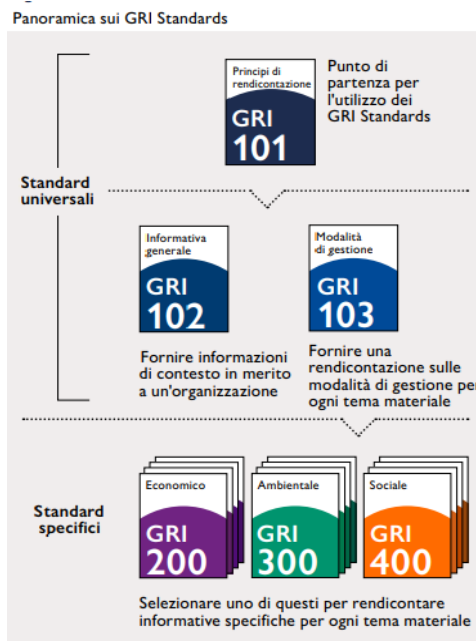 Panoramica sui GRI Standards
Principi di
rendicontazione
GRI
101
Punto di
partenza per
l'utilizzo dei
GRI Standards
Standard
universali
Informativa
generale
GRI
102
Modalità
di gestione
GRI
103
Fornire informazioni
di contesto in merito
a un'organizzazione
Fornire una
rendicontazione sulle
modalità di gestione per
ogni tema materiale
Standard
specifici
Economico
GRI
200
Ambientale
GRI
300
Sociale
GRI
400
Selezionare uno di questi per rendicontare
informative specifiche per ogni tema materiale